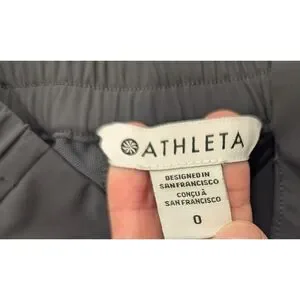 ATHLETA
DESIGNED IN
SAN FRANCISCO
CONÇU À
SAN FRANCISCO
0